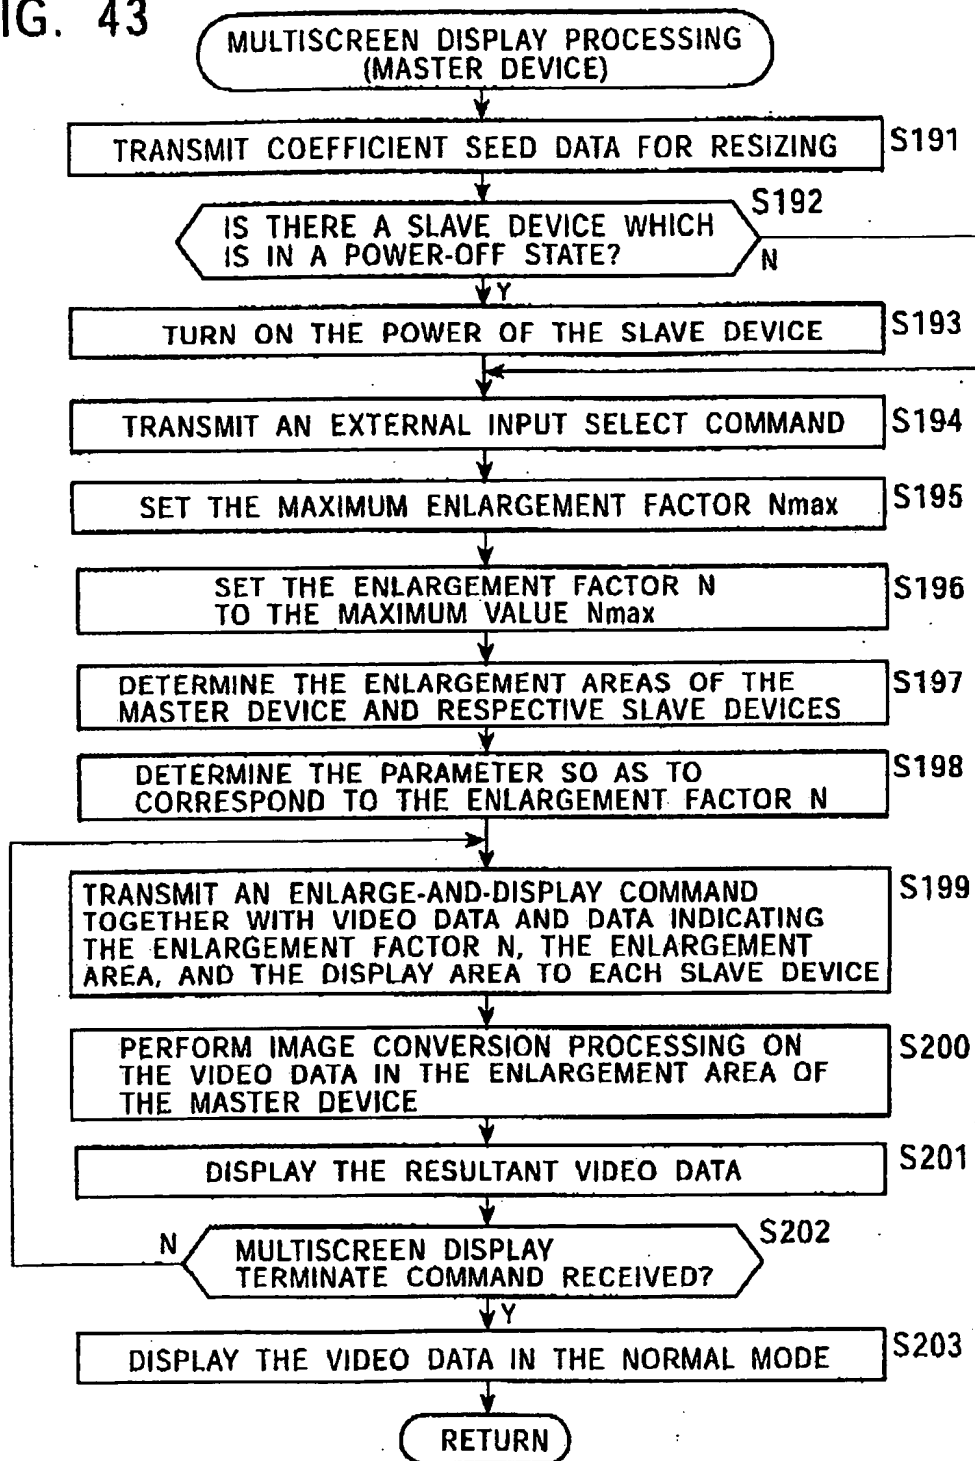 IG. 43
MULTISCREEN DISPLAY PROCESSING
(MASTER DEVICE)
TRANSMIT COEFFICIENT SEED DATA FOR RESIZING
S191
IS THERE A SLAVE DEVICE WHICH
IS IN A POWER-OFF STATE?
S192
N
Y
TURN ON THE POWER OF THE SLAVE DEVICE
S193
TRANSMIT AN EXTERNAL INPUT SELECT COMMAND
S194
SET THE MAXIMUM ENLARGEMENT FACTOR Nmax
S195
SET THE ENLARGEMENT FACTOR N
TO THE MAXIMUM VALUE Nmax
S196
DETERMINE THE ENLARGEMENT AREAS OF THE
MASTER DEVICE AND RESPECTIVE SLAVE DEVICES
S197
DETERMINE THE PARAMETER SO AS TO
CORRESPOND TO THE ENLARGEMENT FACTOR N
S198
TRANSMIT AN ENLARGE-AND-DISPLAY COMMAND
TOGETHER WITH VIDEO DATA AND DATA INDICATING
THE ENLARGEMENT FACTOR N, THE ENLARGEMENT
AREA, AND THE DISPLAY AREA TO EACH SLAVE DEVICE
S199
PERFORM IMAGE CONVERSION PROCESSING ON
THE VIDEO DATA IN THE ENLARGEMENT AREA OF
THE MASTER DEVICE
S200
DISPLAY THE RESULTANT VIDEO DATA
S201
MULTISCREEN DISPLAY
TERMINATE COMMAND RECEIVED?
S202
N
Y
DISPLAY THE VIDEO DATA IN THE NORMAL MODE
S203
RETURN